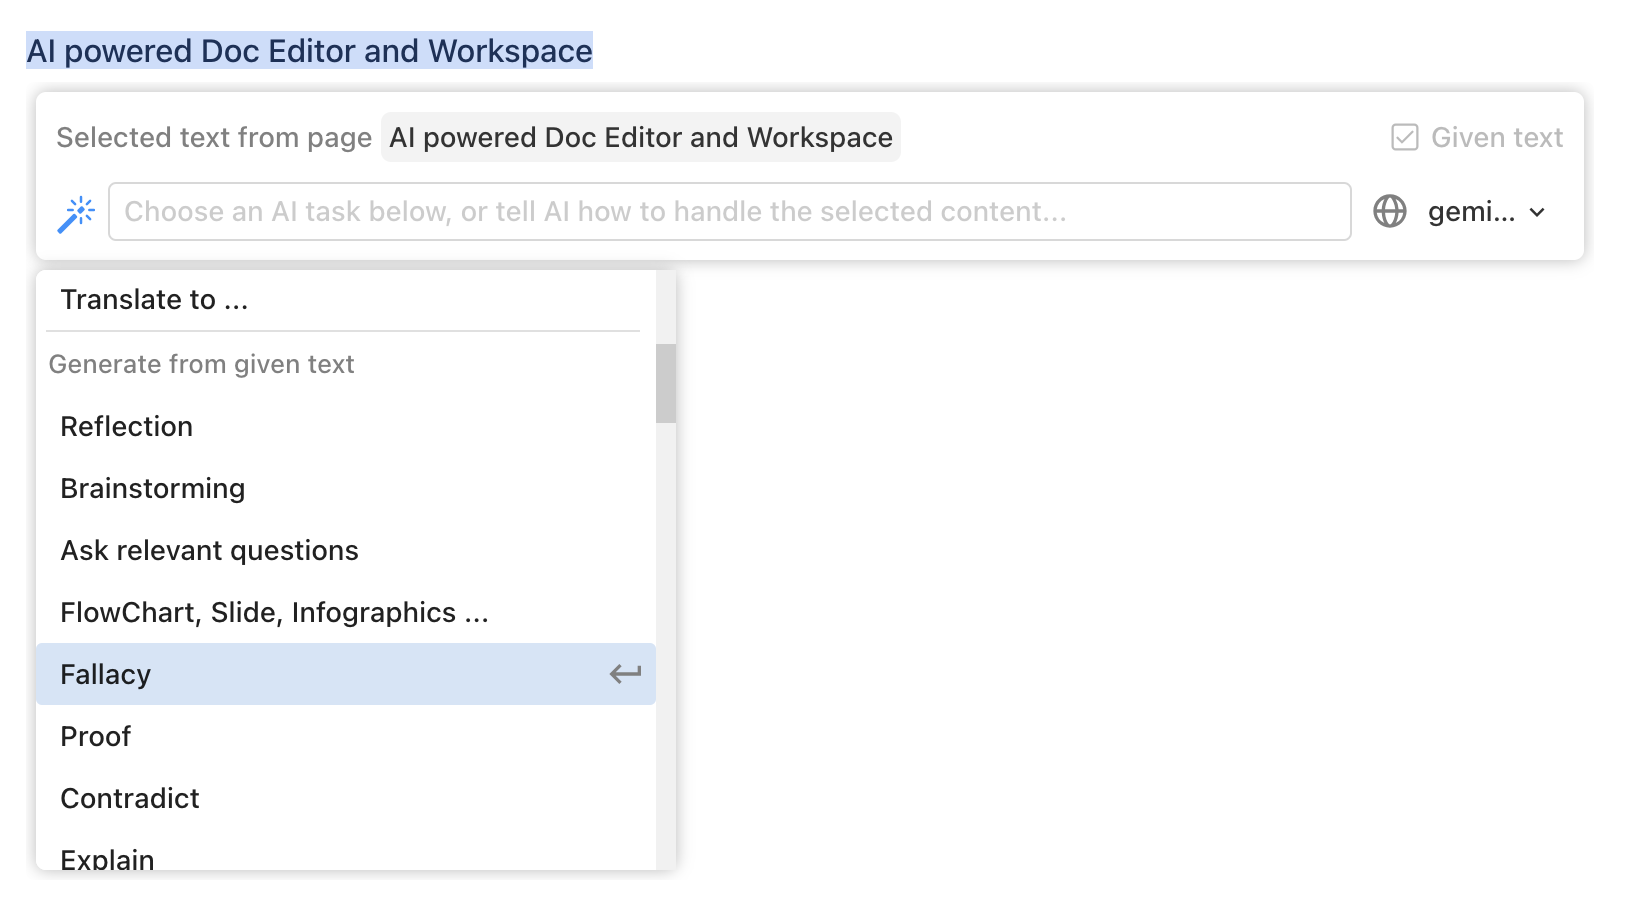 AI powered Doc Editor and Workspace
Selected text from page AI powered Doc Editor and Workspace Given text
Choose an AI task below, or tell AI how to handle the selected content... gemi...
Translate to ...
Generate from given text
Reflection
Brainstorming
Ask relevant questions
FlowChart, Slide, Infographics ...
Fallacy
Proof
Contradict
Explain